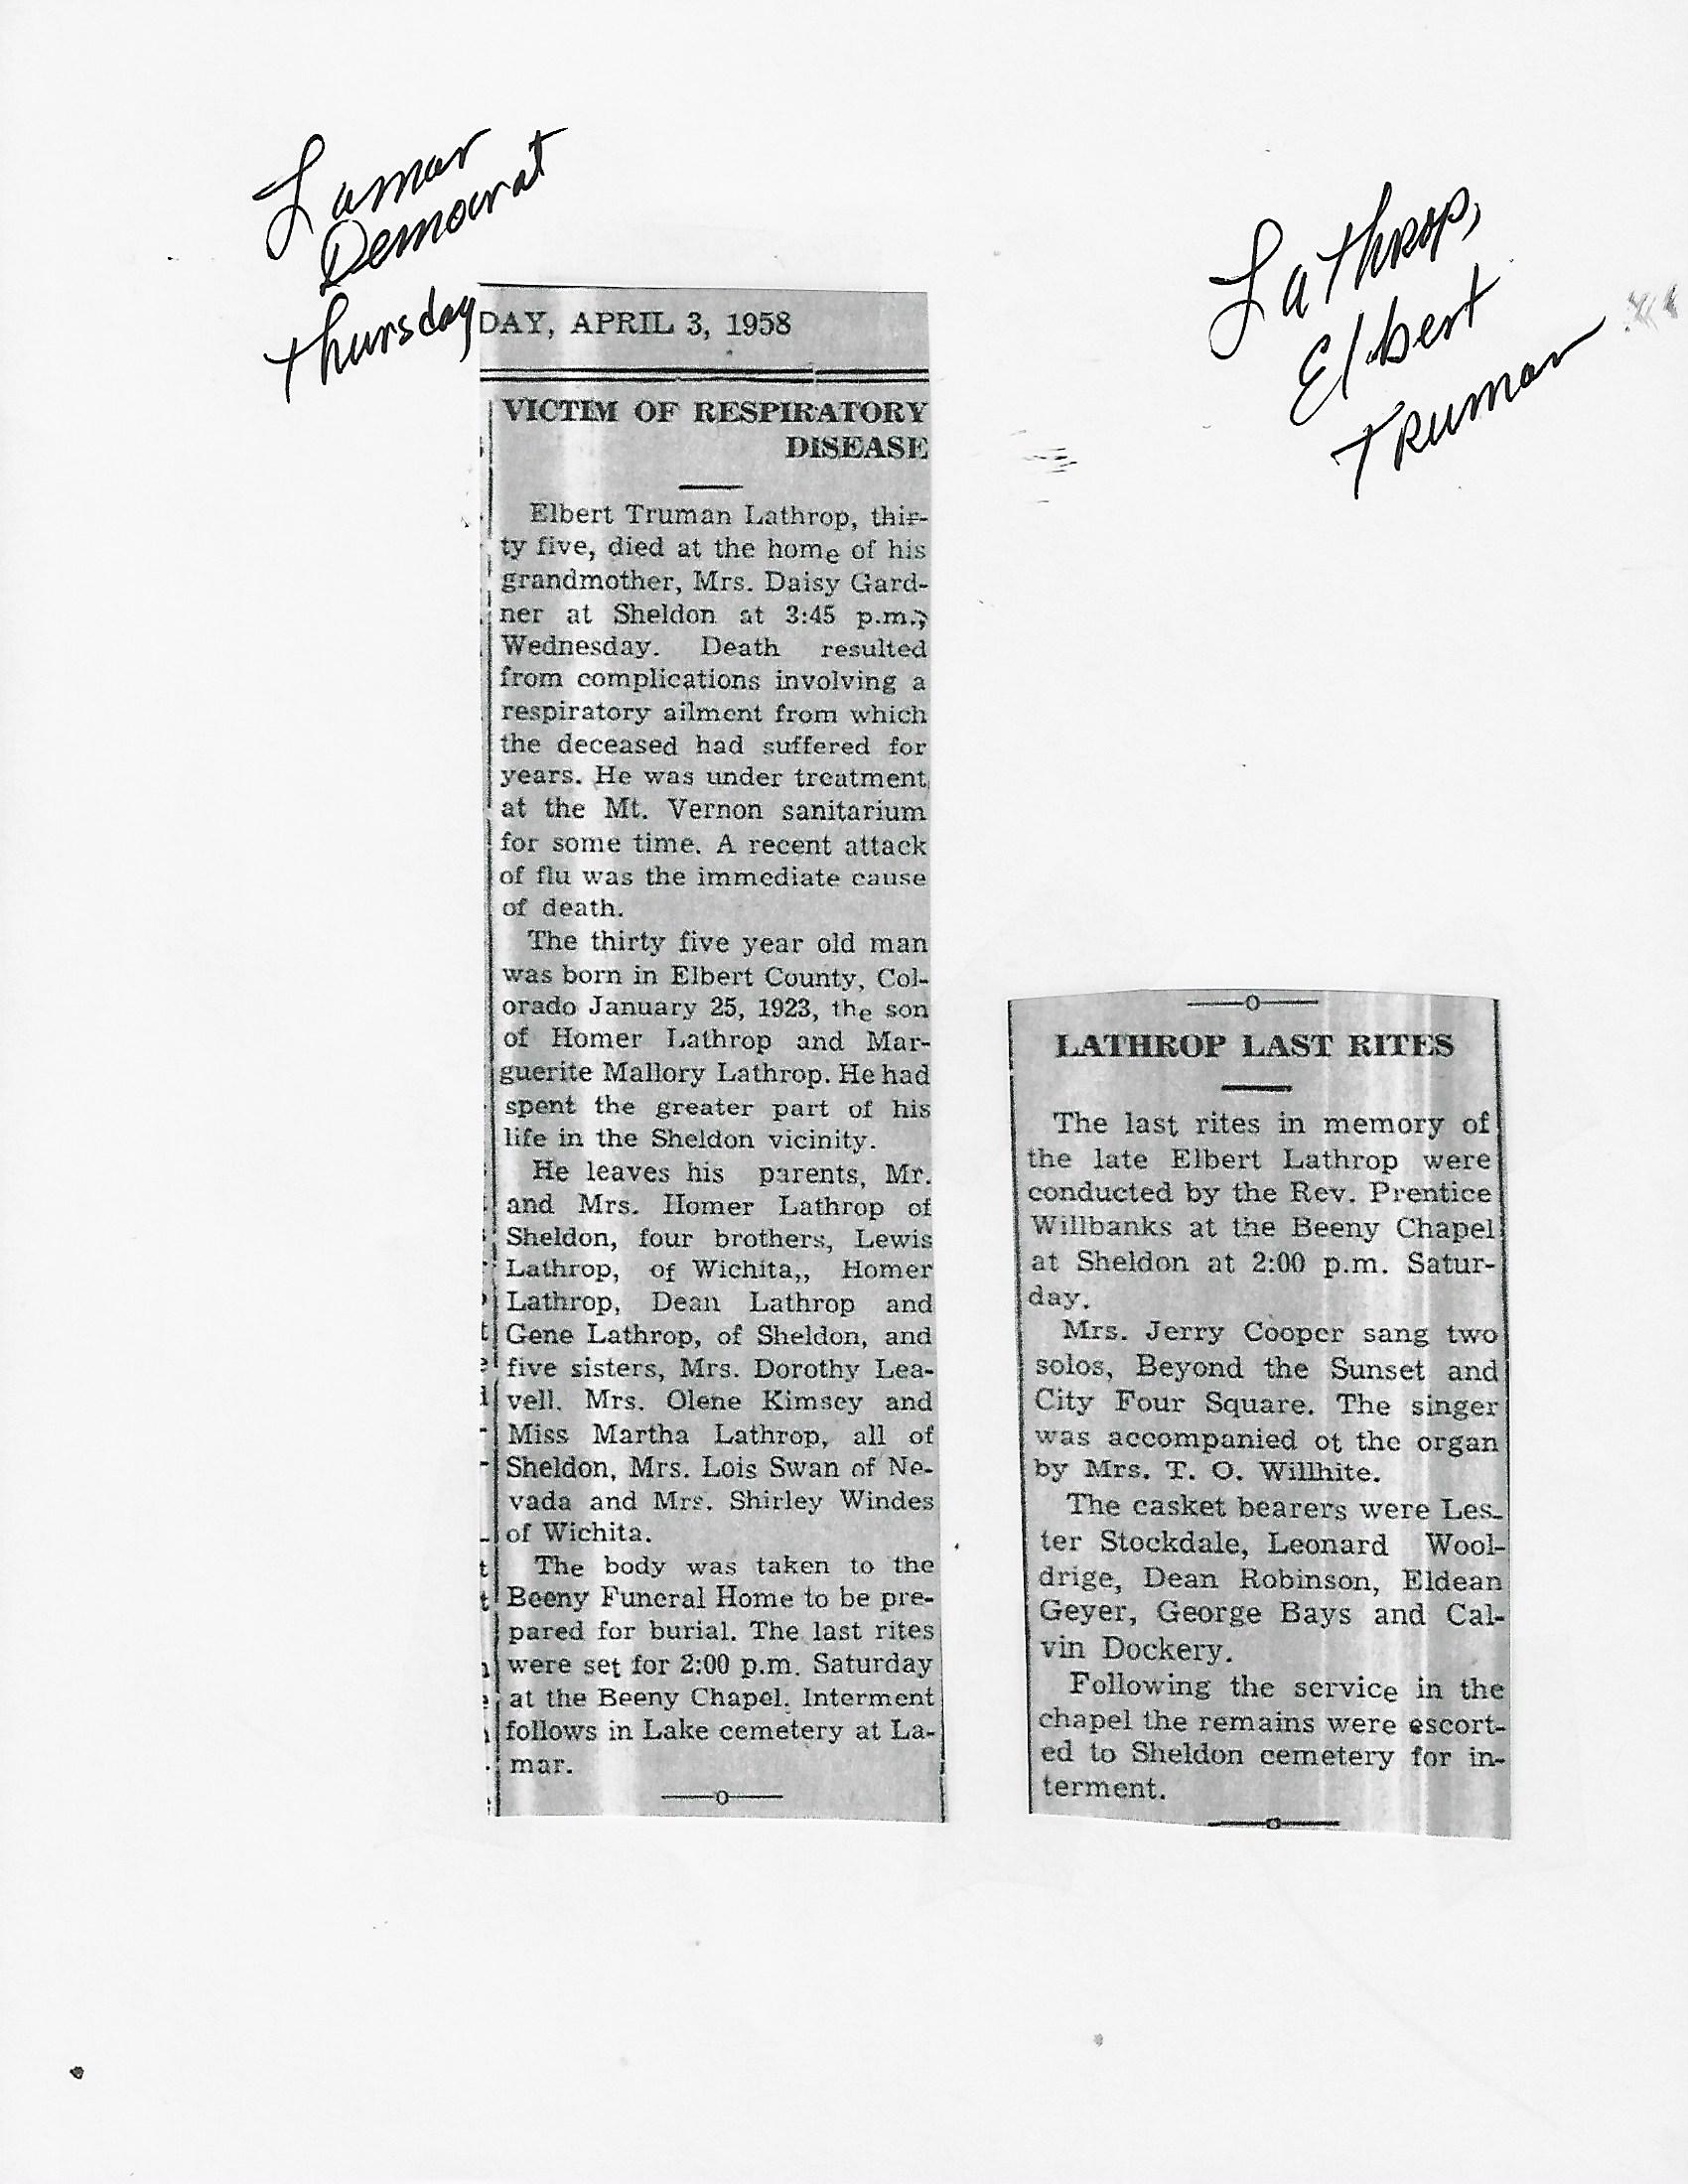 Lamar
Democrat
Thursday
Lathrop,
Elbert
Truman
DAY, APRIL 3, 1958
VICTIM OF RESPIRATORY
DISEASE
Elbert Truman Lathrop, thir-
ty five, died at the home of his
grandmother, Mrs. Daisy Gard-
ner at Sheldon at 3:45 p.m.,
Wednesday. Death resulted
from complications involving a
respiratory ailment from which
the deceased had suffered for
years. He was under treatment
at the Mt. Vernon sanitarium
for some time. A recent attack
of flu was the immediate cause
of death.
The thirty five year old man
was born in Elbert County, Col-
orado January 25, 1923, the son
of Homer Lathrop and Mar-
guerite Mallory Lathrop. He had
spent the greater part of his
life in the Sheldon vicinity.
He leaves his parents, Mr.
and Mrs. Homer Lathrop of
Sheldon, four brothers, Lewis
Lathrop, of Wichita,, Homer
Lathrop, Dean Lathrop and
Gene Lathrop, of Sheldon, and
five sisters, Mrs. Dorothy Lea-
vell. Mrs. Olene Kimsey and
Miss Martha Lathrop, all of
Sheldon, Mrs. Lois Swan of Ne-
vada and Mrs. Shirley Windes
of Wichita.
The body was taken to the
Beeny Funeral Home to be pre-
pared for burial. The last rites
were set for 2:00 p.m. Saturday
at the Beeny Chapel. Interment
follows in Lake cemetery at La-
mar.
—o—
—o—
LATHROP LAST RITES
The last rites in memory of
the late Elbert Lathrop were
conducted by the Rev. Prentice
Willbanks at the Beeny Chapel
at Sheldon at 2:00 p.m. Satur-
day.
Mrs. Jerry Cooper sang two
solos, Beyond the Sunset and
City Four Square. The singer
was accompanied ot the organ
by Mrs. T. O. Willhite.
The casket bearers were Les-
ter Stockdale, Leonard Wool-
drige, Dean Robinson, Eldean
Geyer, George Bays and Cal-
vin Dockery.
Following the service in the
chapel the remains were escort-
ed to Sheldon cemetery for in-
terment.
—o—